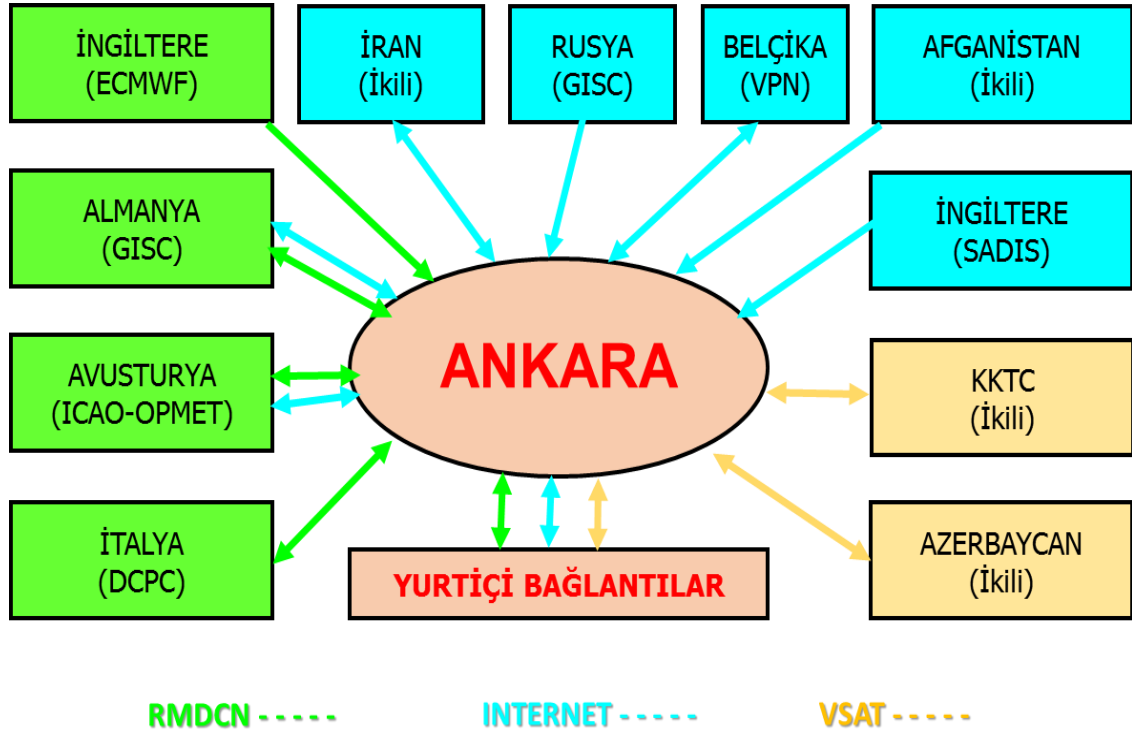 İNGİLTERE
(ECMWF)
İRAN
(İkili)
RUSYA
(GISC)
BELÇİKA
(VPN)
AFGANİSTAN
(İkili)
ALMANYA
(GISC)
İNGİLTERE
(SADIS)
AVUSTURYA
(ICAO-OPMET)
ANKARA
KKTC
(İkili)
İTALYA
(DCPC)
YURTİÇİ BAĞLANTILAR
AZERBAYCAN
(İkili)
RMDCN - - - - -
INTERNET - - - - -
VSAT - - - - -